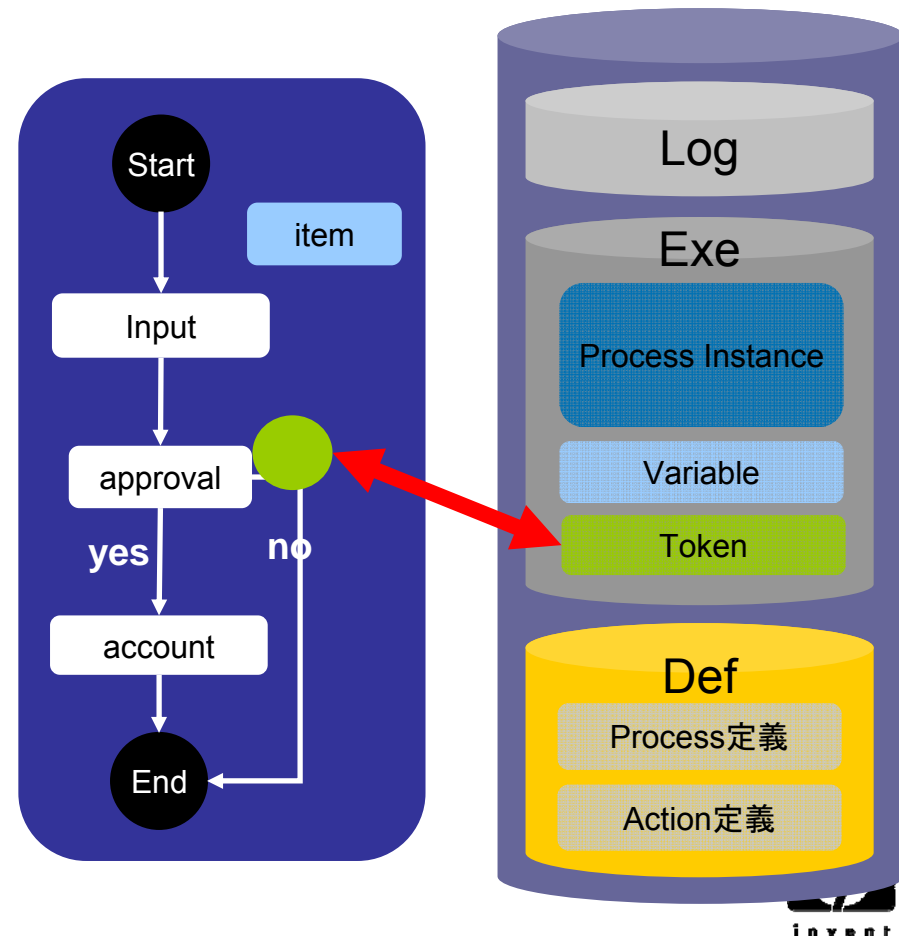 Start
item
Input
approval
yes
no
account
End
Log
Exe
Process Instance
Variable
Token
Def
Process定義
Action定義
invent